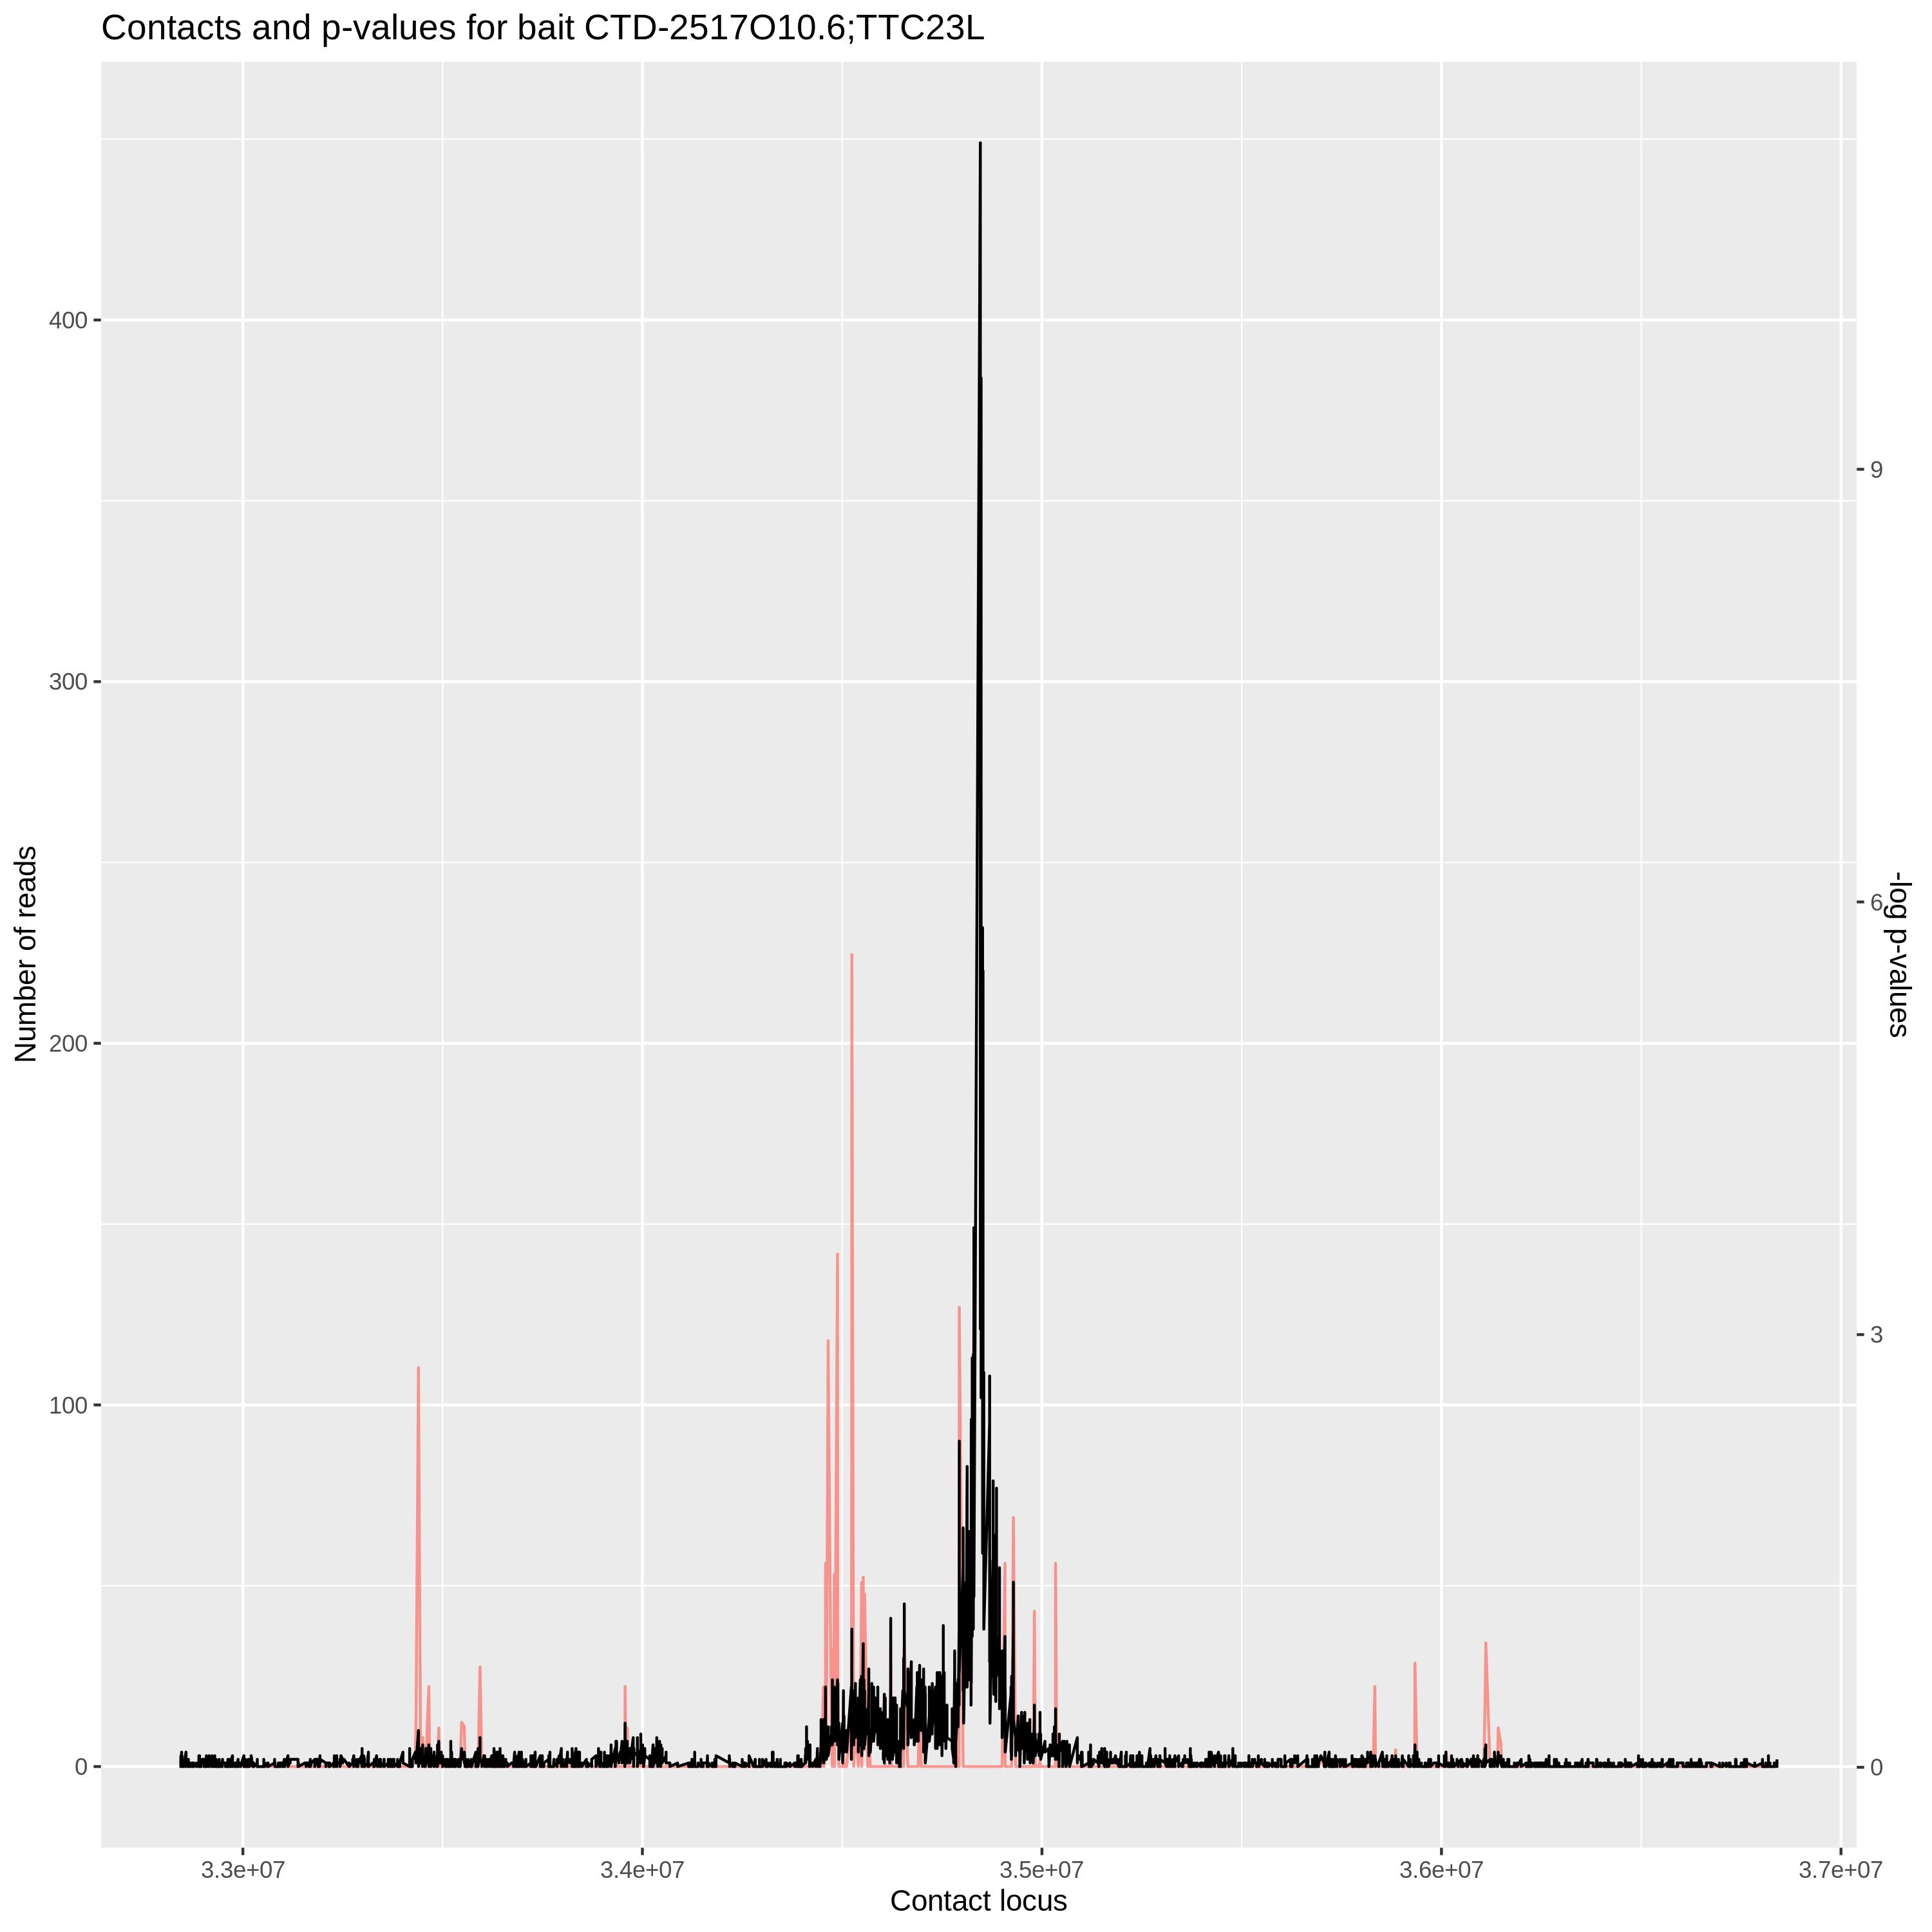 Contacts and p-values for bait CTD-2517O10.6;TTC23L
400
300
200
100
0
Number of reads
9
6
3
0
-log p-values
3.3e+07
3.4e+07
3.5e+07
3.6e+07
3.7e+07
Contact locus